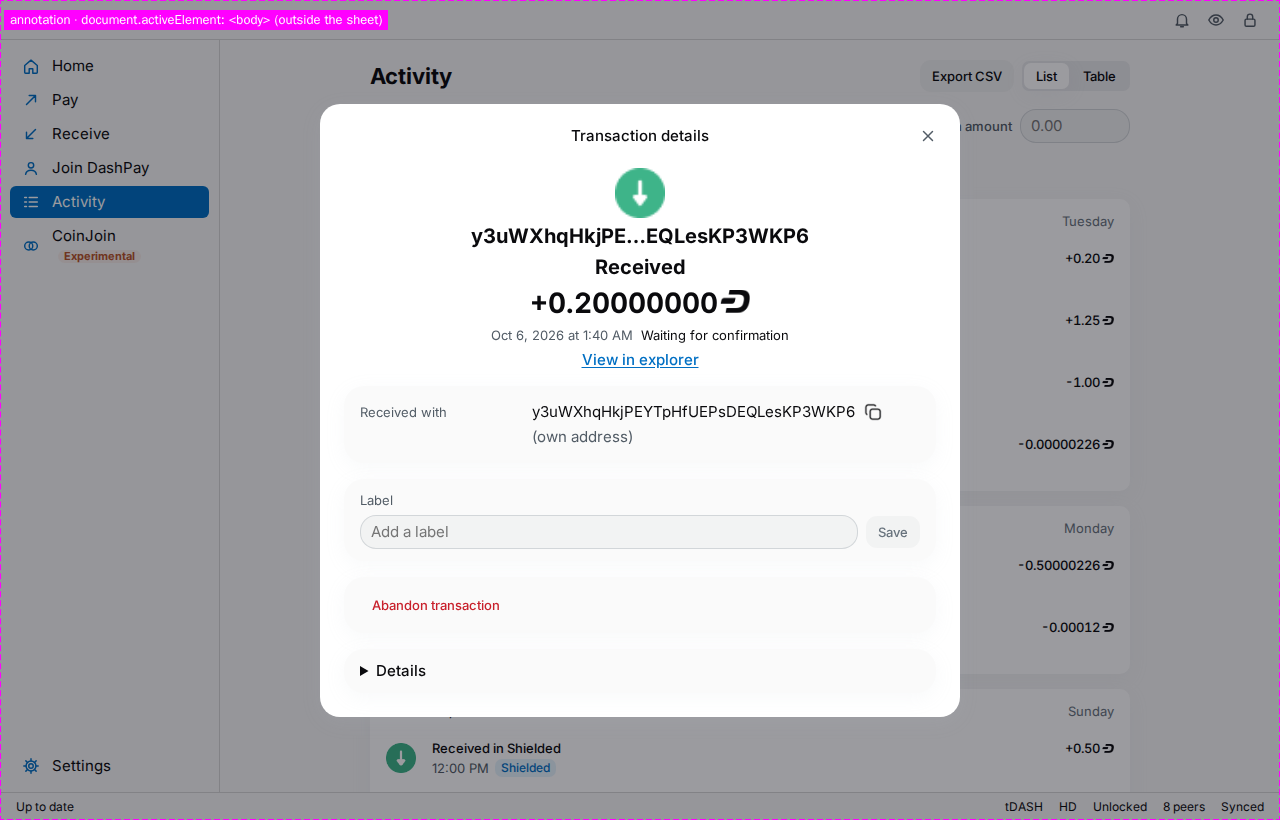 annotation · document.activeElement: <body> (outside the sheet)
Home
Pay
Receive
Join DashPay
Activity
CoinJoin
Experimental
Settings
Activity
Export CSV
List
Table
amount
0.00
Transaction details
y3uWXhqHkjPE...EQLesKP3WKP6
Received
+0.20000000
Oct 6, 2026 at 1:40 AM Waiting for confirmation
View in explorer
Received with
y3uWXhqHkjPEYTpHfUEPsDEQLesKP3WKP6
(own address)
Label
Add a label
Save
Abandon transaction
Details
Tuesday
+0.20
+1.25
-1.00
-0.00000226
Monday
-0.50000226
-0.00012
Sunday
Received in Shielded
+0.50
12:00 PM Shielded
Up to date
tDASH HD Unlocked 8 peers Synced